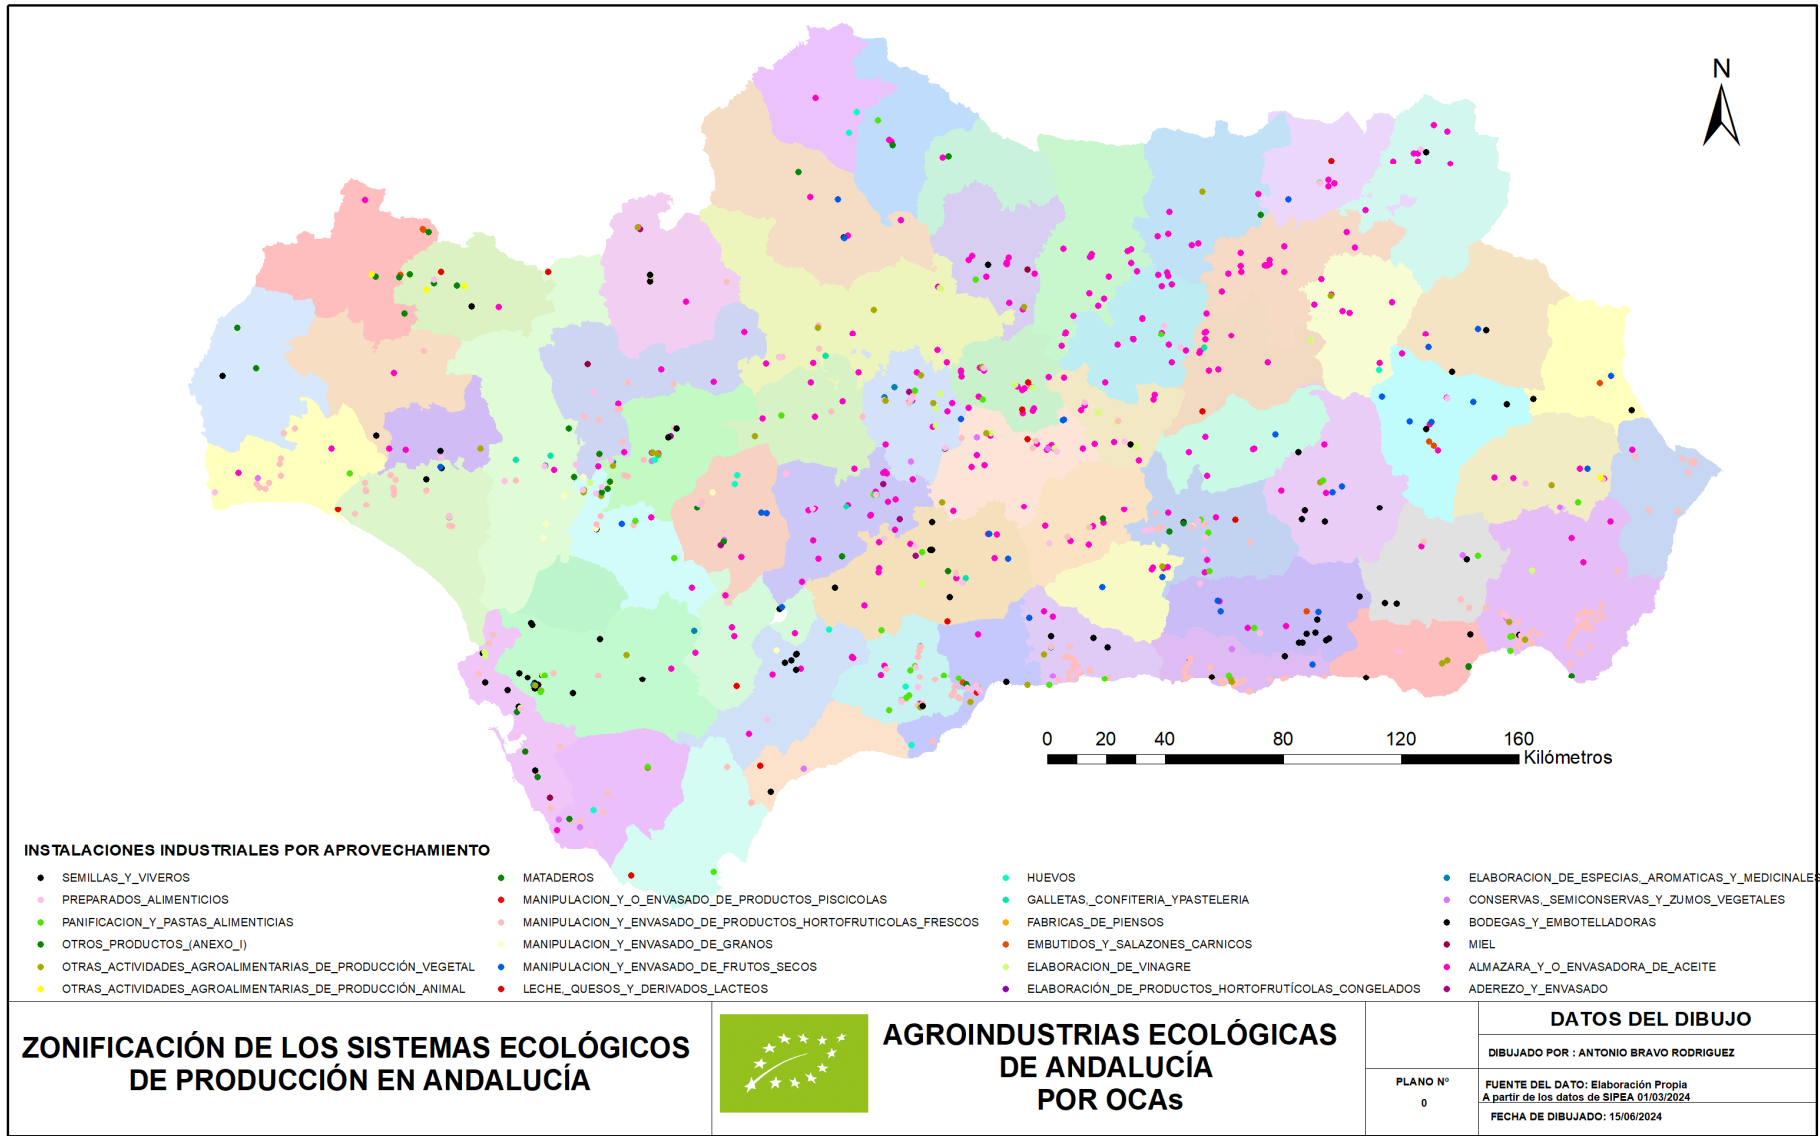 N
0 20 40 80 120 160
Kilómetros
INSTALACIONES INDUSTRIALES POR APROVECHAMIENTO
SEMILLAS_Y_VIVEROS
PREPARADOS_ALIMENTICIOS
PANIFICACION_Y_PASTAS_ALIMENTICIAS
OTROS_PRODUCTOS_(ANEXO_I)
OTRAS_ACTIVIDADES_AGROALIMENTARIAS_DE_PRODUCCIÓN_VEGETAL
OTRAS_ACTIVIDADES_AGROALIMENTARIAS_DE_PRODUCCIÓN_ANIMAL
MATADEROS
MANIPULACION_Y_O_ENVASADO_DE_PRODUCTOS_PISCICOLAS
MANIPULACION_Y_ENVASADO_DE_PRODUCTOS_HORTOFRUTICOLAS_FRESCOS
MANIPULACION_Y_ENVASADO_DE_GRANOS
MANIPULACION_Y_ENVASADO_DE_FRUTOS_SECOS
LECHE,_QUESOS_Y_DERIVADOS_LACTEOS
HUEVOS
GALLETAS,_CONFITERIA_YPASTELERIA
FABRICAS_DE_PIENSOS
EMBUTIDOS_Y_SALAZONES_CARNICOS
ELABORACION_DE_VINAGRE
ELABORACIÓN_DE_PRODUCTOS_HORTOFRUTÍCOLAS_CONGELADOS
ELABORACION_DE_ESPECIAS,_AROMATICAS_Y_MEDICINALES
CONSERVAS,_SEMICONSERVAS_Y_ZUMOS_VEGETALES
BODEGAS_Y_EMBOTELLADORAS
MIEL
ALMAZARA_Y_O_ENVASADORA_DE_ACEITE
ADEREZO_Y_ENVASADO
ZONIFICACIÓN DE LOS SISTEMAS ECOLÓGICOS
DE PRODUCCIÓN EN ANDALUCÍA
AGROINDUSTRIAS ECOLÓGICAS
DE ANDALUCÍA
POR OCAs
PLANO Nº
0
DATOS DEL DIBUJO
DIBUJADO POR : ANTONIO BRAVO RODRIGUEZ
FUENTE DEL DATO: Elaboración Propia
A partir de los datos de SIPEA 01/03/2024
FECHA DE DIBUJADO: 15/06/2024